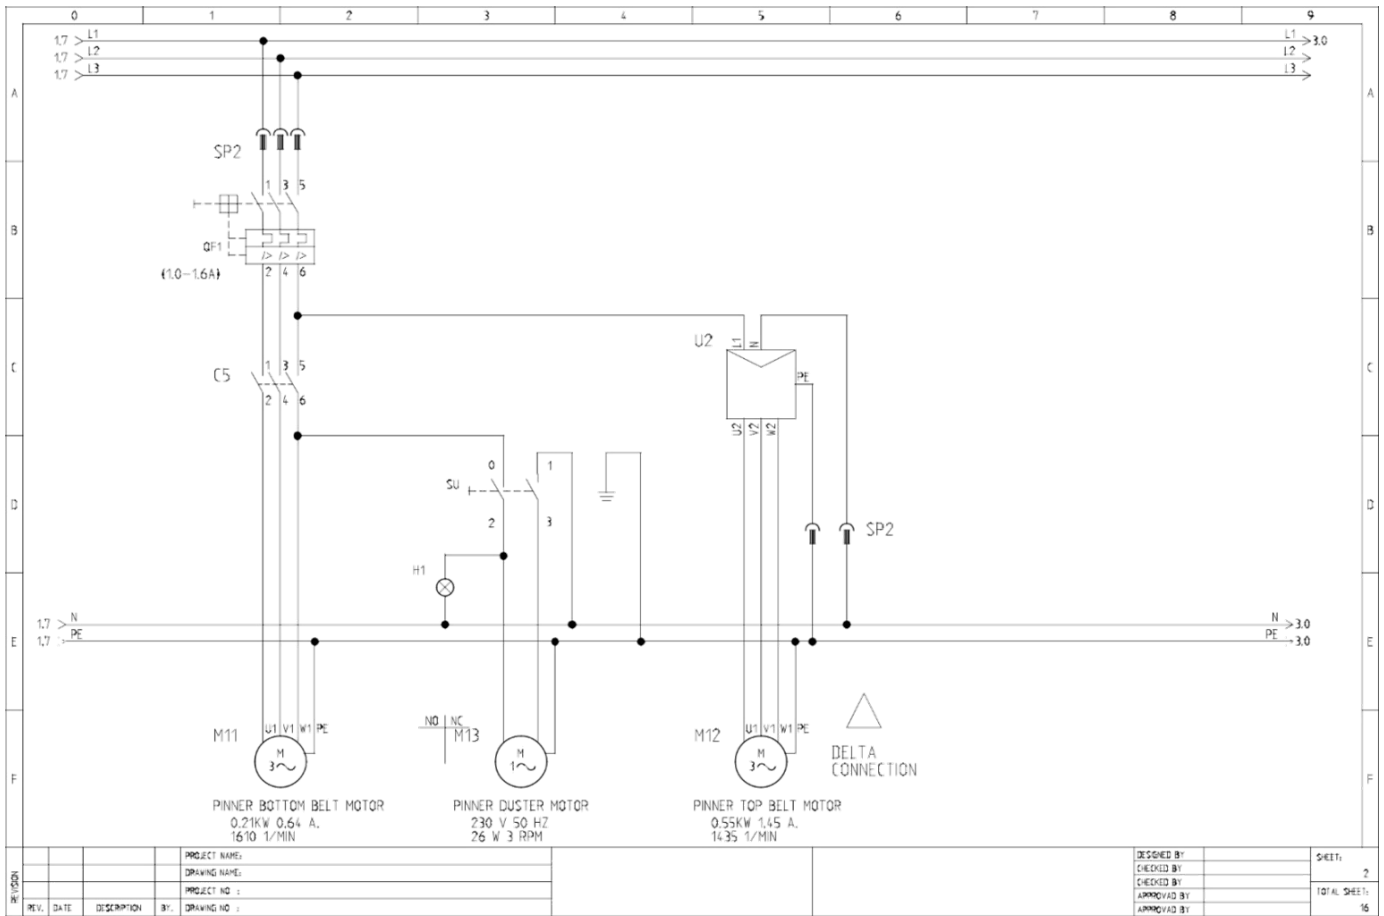 0 1 2 3 4 5 6 7 8 9
1.7 L1 L1 3.0
1.7 L2 L2
1.7 L3 L3
A A
SP2
1 3 5
B B
QF1
I> I> I>
(1.0-1.6A)
2 4 6
U2 L1 N
1 3 5
C5
C C
PE
2 4 6
U2 V2 W2
0 1
SU
D D
2 3
SP2
H1
1.7 N N 3.0
1.7 PE PE 3.0
E E
M11 U1 V1 W1 PE
NO NC
M13
M12 U1 V1 W1 PE
M 3~
M 1~
M 3~
DELTA
CONNECTION
F F
PINNER BOTTOM BELT MOTOR
0.21KW 0.64 A.
1610 1/MIN
PINNER DUSTER MOTOR
230 V 50 HZ
26 W 3 RPM
PINNER TOP BELT MOTOR
0.55KW 1.45 A.
1435 1/MIN
REVISION
REV. DATE DESCRIPTION BY.
PROJECT NAME:
DRAWING NAME:
PROJECT NO :
DRAWING NO :
DESIGNED BY
CHECKED BY
CHECKED BY
APPROVAD BY
APPROVAD BY
SHEET:
2
TOTAL SHEET:
16